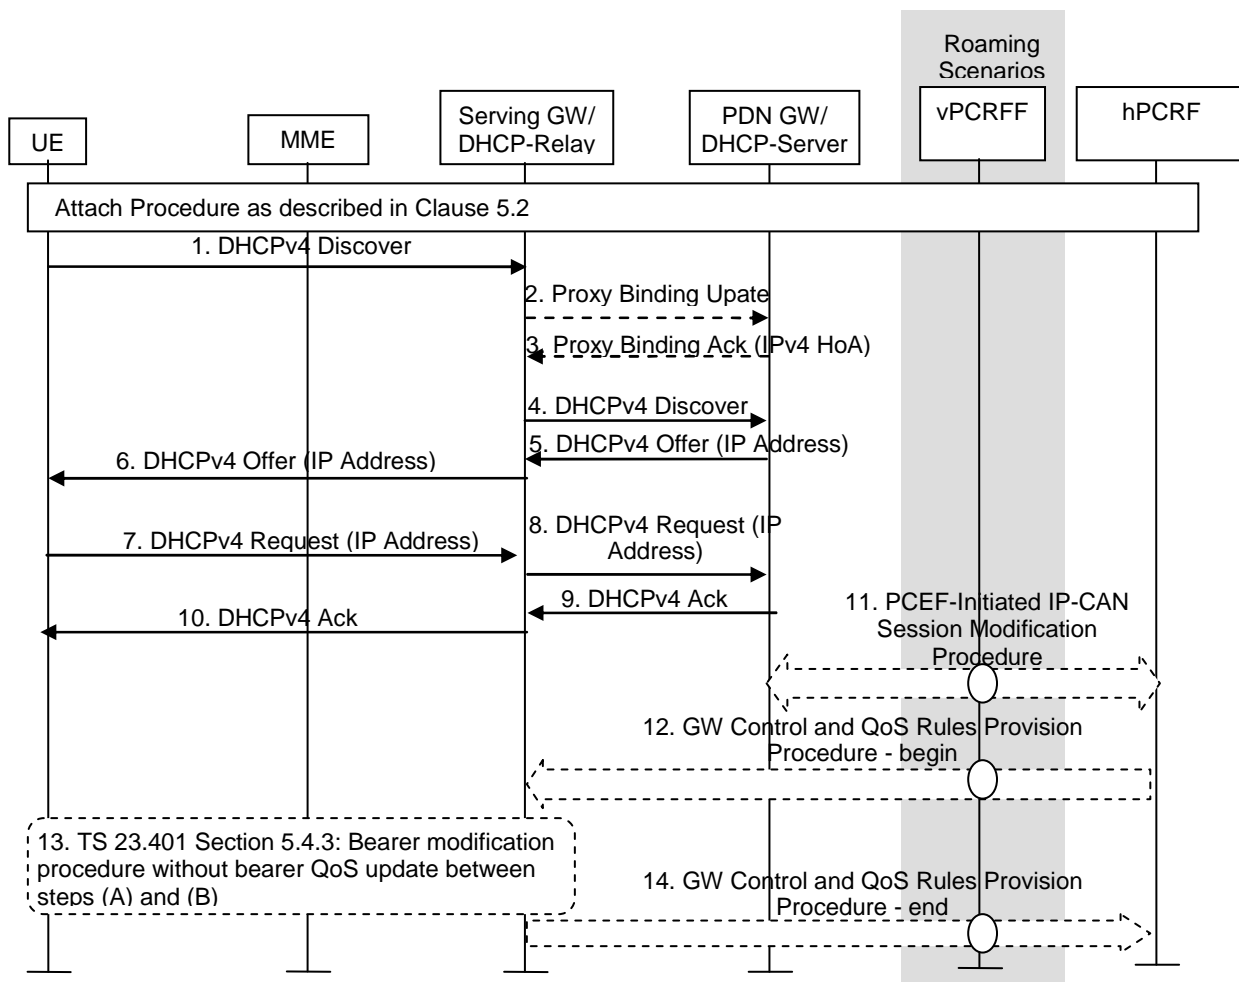 Roaming
Scenarios
UE
MME
Serving GW/
DHCP-Relay
PDN GW/
DHCP-Server
vPCRFF
hPCRF
Attach Procedure as described in Clause 5.2
1. DHCPv4 Discover
2. Proxy Binding Upate
3. Proxy Binding Ack (IPv4 HoA)
4. DHCPv4 Discover
5. DHCPv4 Offer (IP Address)
6. DHCPv4 Offer (IP Address)
7. DHCPv4 Request (IP Address)
8. DHCPv4 Request (IP
Address)
9. DHCPv4 Ack
10. DHCPv4 Ack
11. PCEF-Initiated IP-CAN
Session Modification
Procedure
12. GW Control and QoS Rules Provision
Procedure - begin
13. TS 23.401 Section 5.4.3: Bearer modification
procedure without bearer QoS update between
steps (A) and (B)
14. GW Control and QoS Rules Provision
Procedure - end